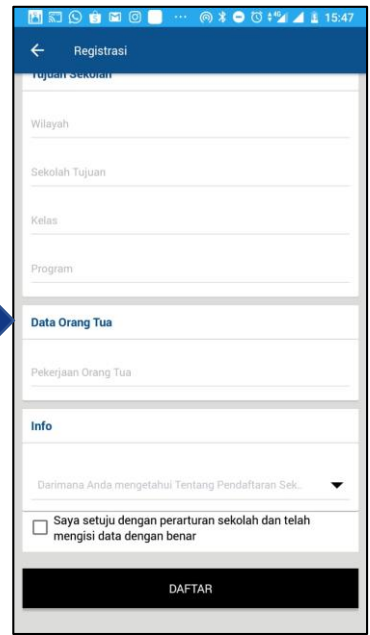 15:47
Registrasi
Tujuan Sekolah
Wilayah
Sekolah Tujuan
Kelas
Program
Data Orang Tua
Pekerjaan Orang Tua
Info
Darimana Anda mengetahui Tentang Pendaftaran Sek..
Saya setuju dengan perarturan sekolah dan telah
mengisi data dengan benar
DAFTAR